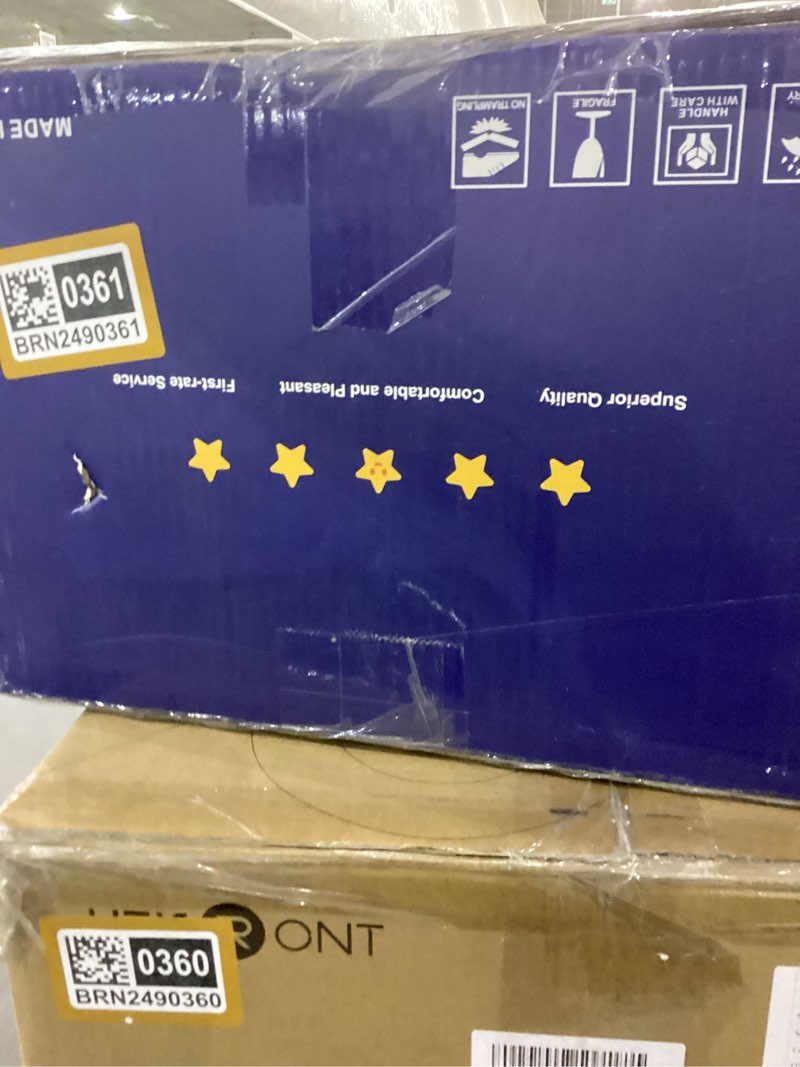 MADE
NO TRAMPLING
FRAGILE
HANDLE
WITH CARE
RY
0361
BRN2490361
First-rate Service
Comfortable and Pleasant
Superior Quality
R ONT
0360
BRN2490360